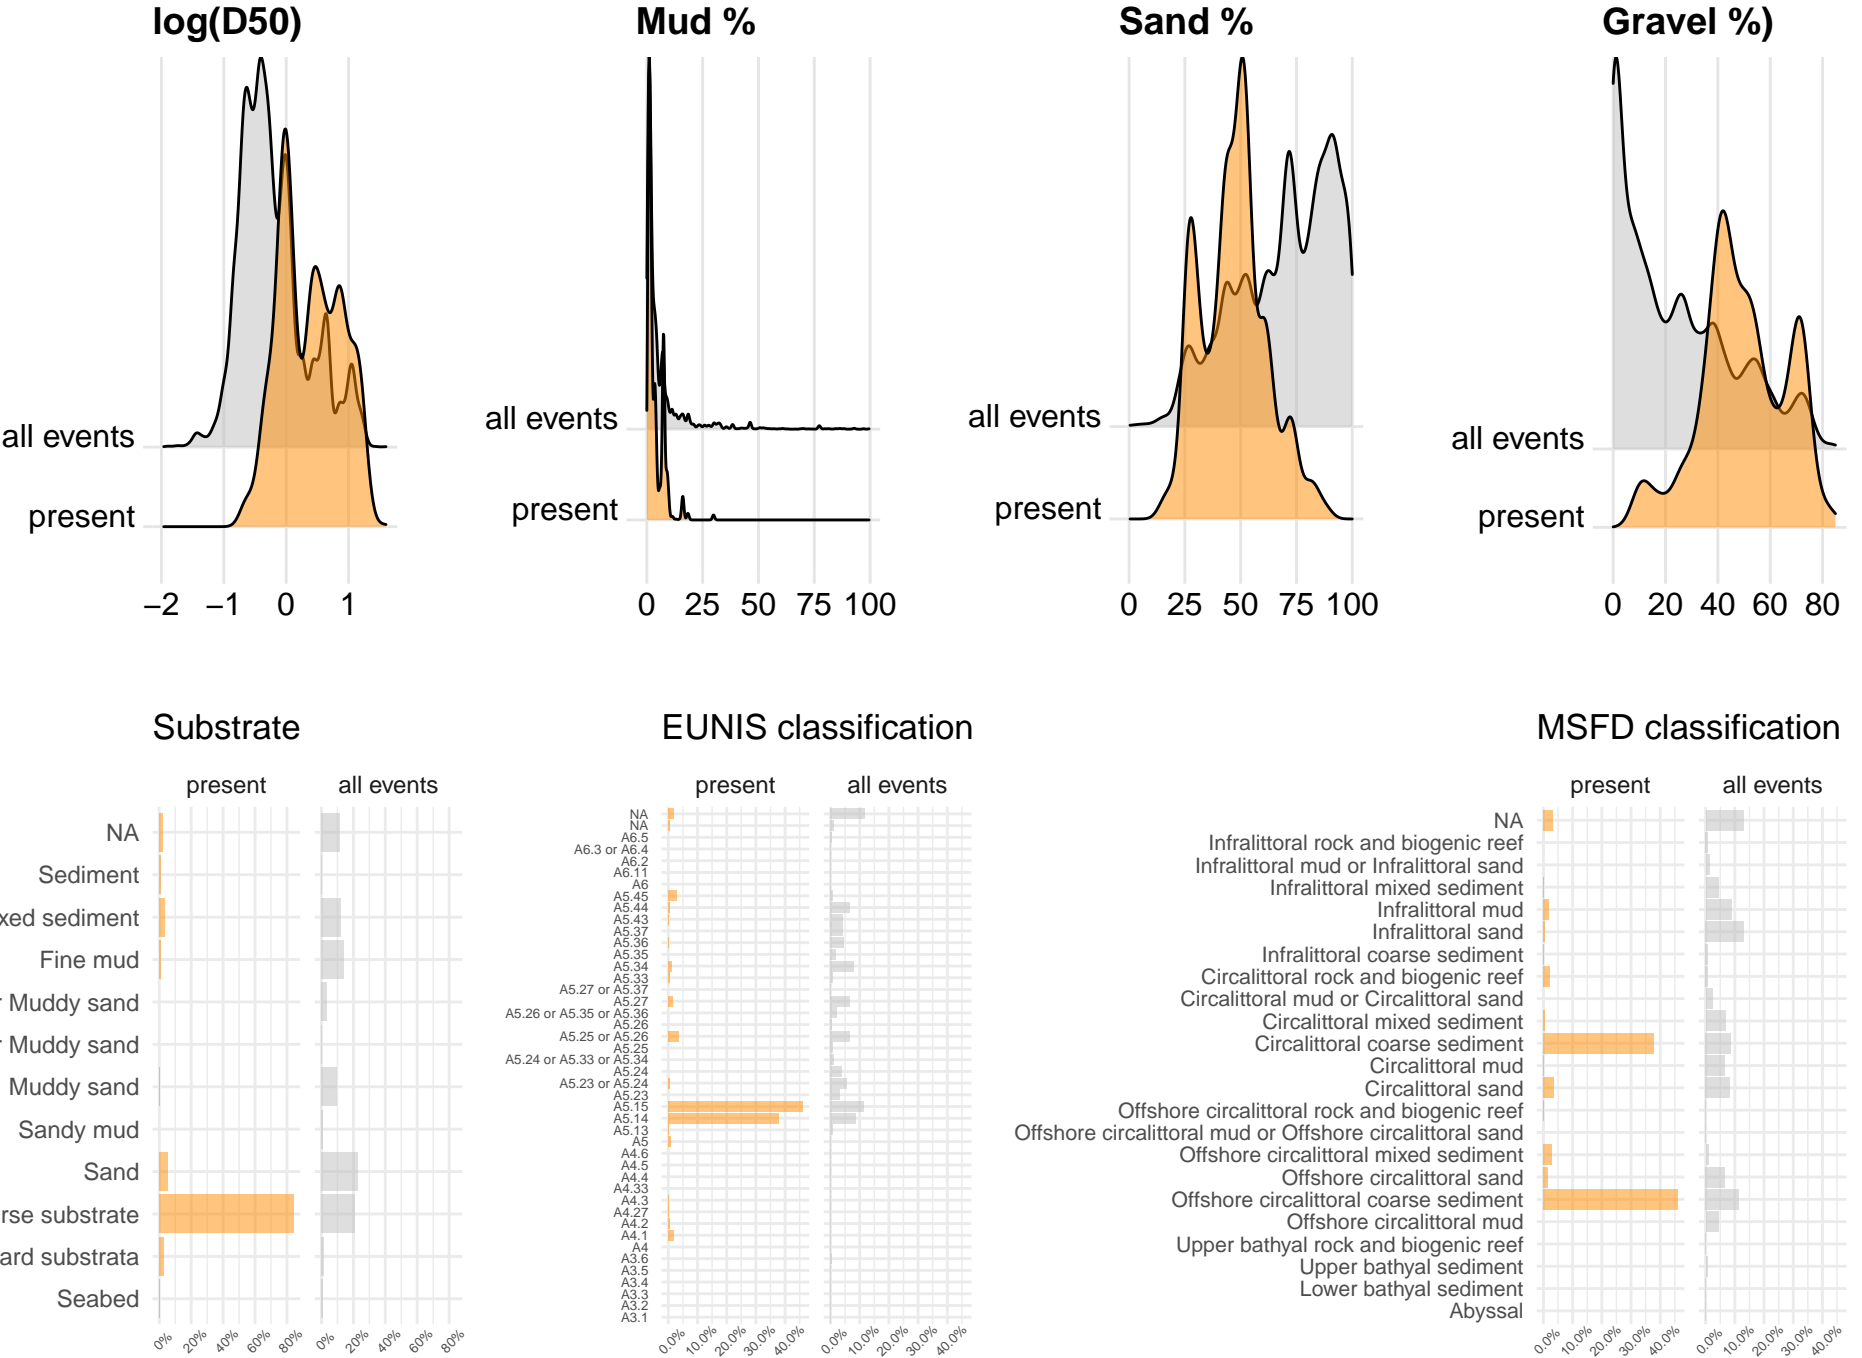 log(D50)
Mud %
Sand %
Gravel %)
all events
present
−2 −1 0 1
all events
present
0 25 50 75 100
all events
present
0 25 50 75 100
all events
present
0 20 40 60 80
Substrate
present all events
NA
Sediment
xed sediment
Fine mud
r Muddy sand
r Muddy sand
Muddy sand
Sandy mud
Sand
rse substrate
ard substrata
Seabed
0% 20% 40% 60% 80% 0% 20% 40% 60% 80%
EUNIS classification
present all events
NA
NA
A6.5
A6.3 or A6.4
A6.2
A6.11
A6
A5.45
A5.44
A5.43
A5.37
A5.36
A5.35
A5.34
A5.33
A5.27 or A5.37
A5.27
A5.26 or A5.35 or A5.36
A5.26
A5.25 or A5.26
A5.25
A5.24 or A5.33 or A5.34
A5.24
A5.23 or A5.24
A5.23
A5.15
A5.14
A5.13
A5
A4.6
A4.5
A4.4
A4.33
A4.3
A4.27
A4.2
A4.1
A4
A3.6
A3.5
A3.4
A3.3
A3.2
A3.1
0.0% 10.0% 20.0% 30.0% 40.0% 0.0% 10.0% 20.0% 30.0% 40.0%
MSFD classification
present all events
NA
Infralittoral rock and biogenic reef
Infralittoral mud or Infralittoral sand
Infralittoral mixed sediment
Infralittoral mud
Infralittoral sand
Infralittoral coarse sediment
Circalittoral rock and biogenic reef
Circalittoral mud or Circalittoral sand
Circalittoral mixed sediment
Circalittoral coarse sediment
Circalittoral mud
Circalittoral sand
Offshore circalittoral rock and biogenic reef
Offshore circalittoral mud or Offshore circalittoral sand
Offshore circalittoral mixed sediment
Offshore circalittoral sand
Offshore circalittoral coarse sediment
Offshore circalittoral mud
Upper bathyal rock and biogenic reef
Upper bathyal sediment
Lower bathyal sediment
Abyssal
0.0% 10.0% 20.0% 30.0% 40.0% 0.0% 10.0% 20.0% 30.0% 40.0%